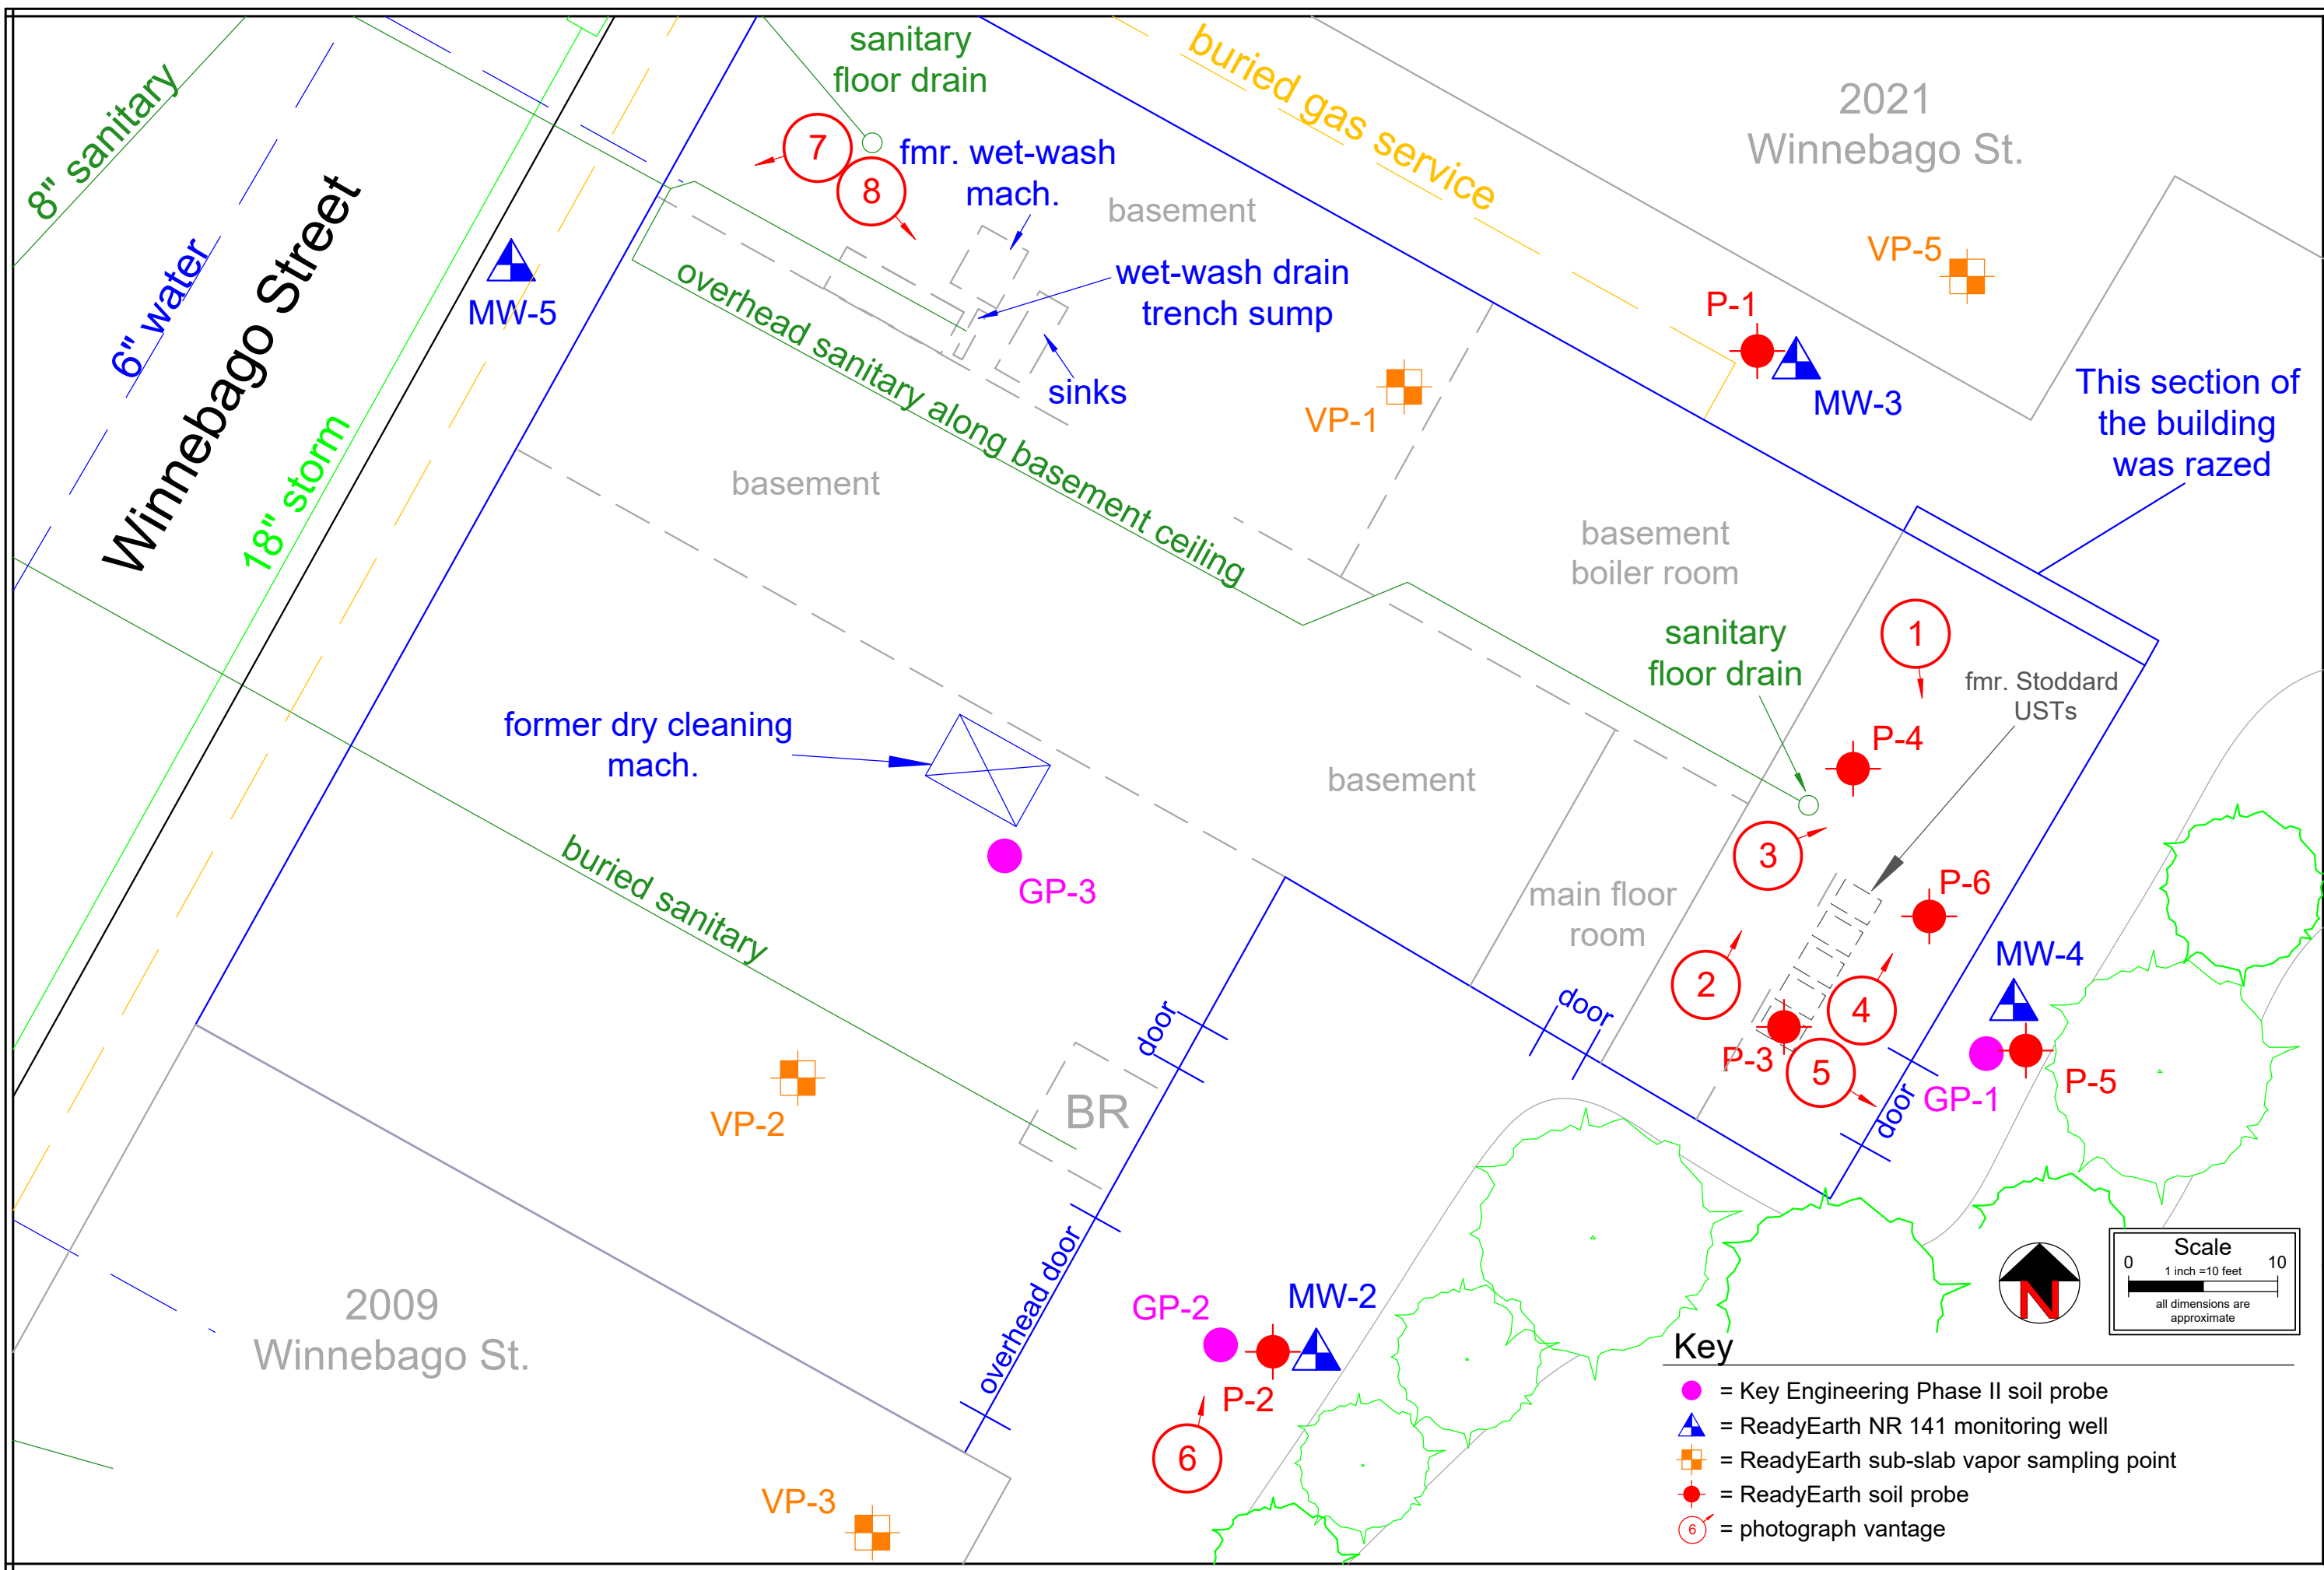 sanitary
floor drain
buried gas service
2021
Winnebago St.
8" sanitary
7
8
fmr. wet-wash
mach.
basement
6" water
Winnebago Street
18" storm
MW-5
overhead sanitary along basement ceiling
wet-wash drain
trench sump
sinks
VP-1
VP-5
P-1
MW-3
This section of
the building
was razed
basement
basement
boiler room
sanitary
floor drain
1
fmr. Stoddard
USTs
P-4
former dry cleaning
mach.
basement
3
GP-3
buried sanitary
main floor
room
P-6
MW-4
2
4
door
door
P-3
5
door
GP-1
P-5
VP-2
BR
overhead door
2009
Winnebago St.
GP-2
MW-2
P-2
6
VP-3
N
Scale
0 10
1 inch =10 feet
all dimensions are
approximate
Key
= Key Engineering Phase II soil probe
= ReadyEarth NR 141 monitoring well
= ReadyEarth sub-slab vapor sampling point
= ReadyEarth soil probe
6 = photograph vantage